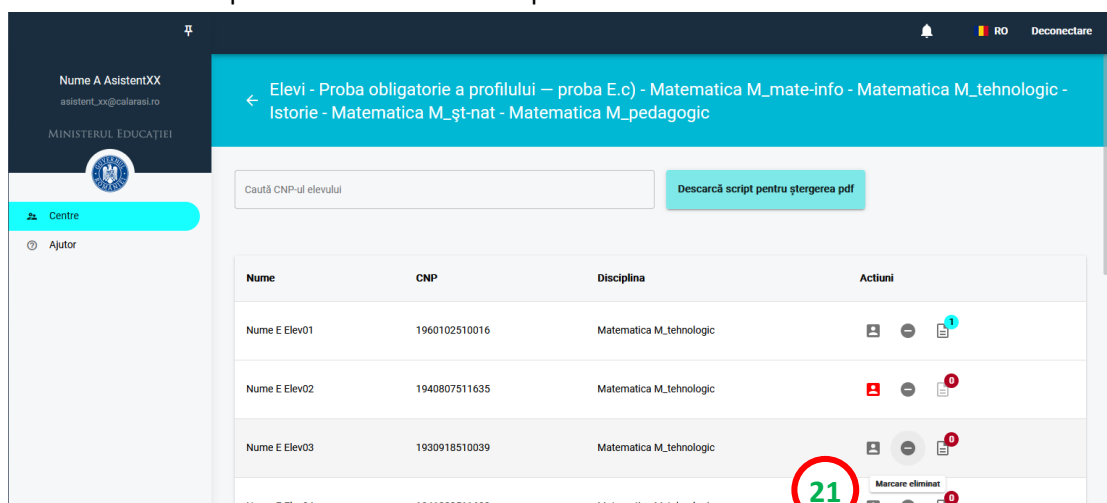 RO Deconectare
Nume A AsistentXX
asistent_xx@calarasi.ro
MINISTERUL EDUCAȚIEI
Centre
Ajutor
Elevi - Proba obligatorie a profilului — proba E.c) - Matematica M_mate-info - Matematica M_tehnologic -
Istorie - Matematica M_șt-nat - Matematica M_pedagogic
Caută CNP-ul elevului
Descarcă script pentru ștergerea pdf
Nume CNP Disciplina Actiuni
Nume E Elev01 1960102510016 Matematica M_tehnologic 1
Nume E Elev02 1940807511635 Matematica M_tehnologic 0
Nume E Elev03 1930918510039 Matematica M_tehnologic 0
21
Marcare eliminat
0